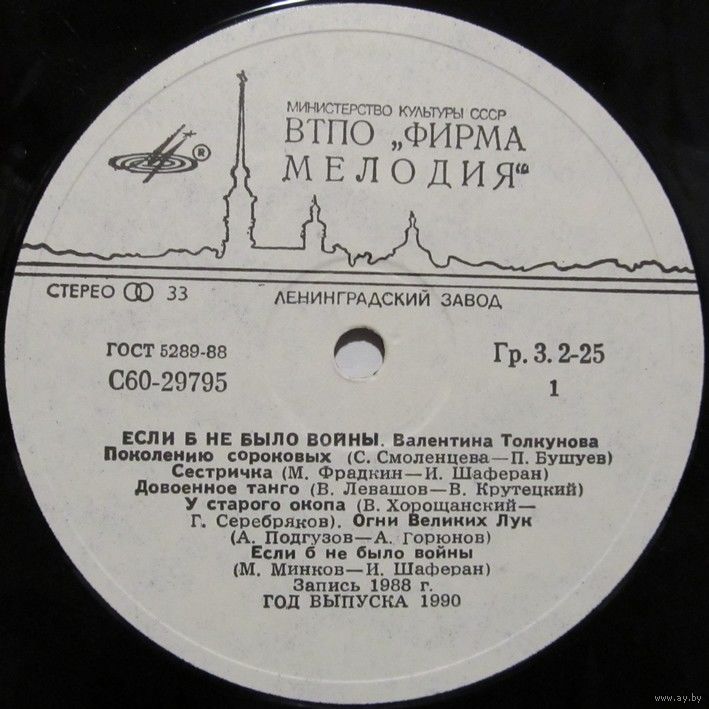 МИНИСТЕРСТВО КУЛЬТУРЫ СССР
ВТПО „ФИРМА
МЕЛОДИЯ“
®
СТЕРЕО 33
ЛЕНИНГРАДСКИЙ ЗАВОД
ГОСТ 5289-88
Гр. 3. 2-25
С60-29795
1
ЕСЛИ Б НЕ БЫЛО ВОЙНЫ. Валентина Толкунова
Поколению сороковых (С. Смоленцева—П. Бушуев)
Сестричка (М. Фрадкин—И. Шаферан)
Довоенное танго (В. Левашов—В. Крутецкий)
У старого окопа (В. Хорощанский—
Г. Серебряков). Огни Великих Лук
(А. Подгузов—А. Горюнов)
Если б не было войны
(М. Минков—И. Шаферан)
Запись 1988 г.
ГОД ВЫПУСКА 1990
www.ay.by